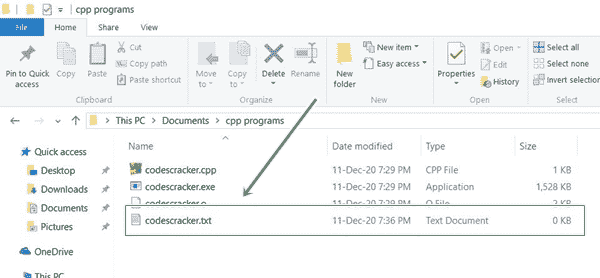 cpp programs
File Home Share View
Pin to Quick access
Copy
Paste
Cut
Copy path
Paste shortcut
Clipboard
Move to
Copy to
Delete
Rename
Organize
New folder
New item
Easy access
New
Properties
Open
Edit
History
Open
Select all
Select none
Invert selection
Select
This PC > Documents > cpp programs
Quick access
Desktop
Downloads
Documents
Pictures
OneDrive
This PC
Name Date modified Type Size
codescracker.cpp 11-Dec-20 7:29 PM CPP File 1 KB
codescracker.exe 11-Dec-20 7:29 PM Application 1,528 KB
codescracker.o 11-Dec-20 7:29 PM O File
codescracker.txt 11-Dec-20 7:36 PM Text Document 0 KB